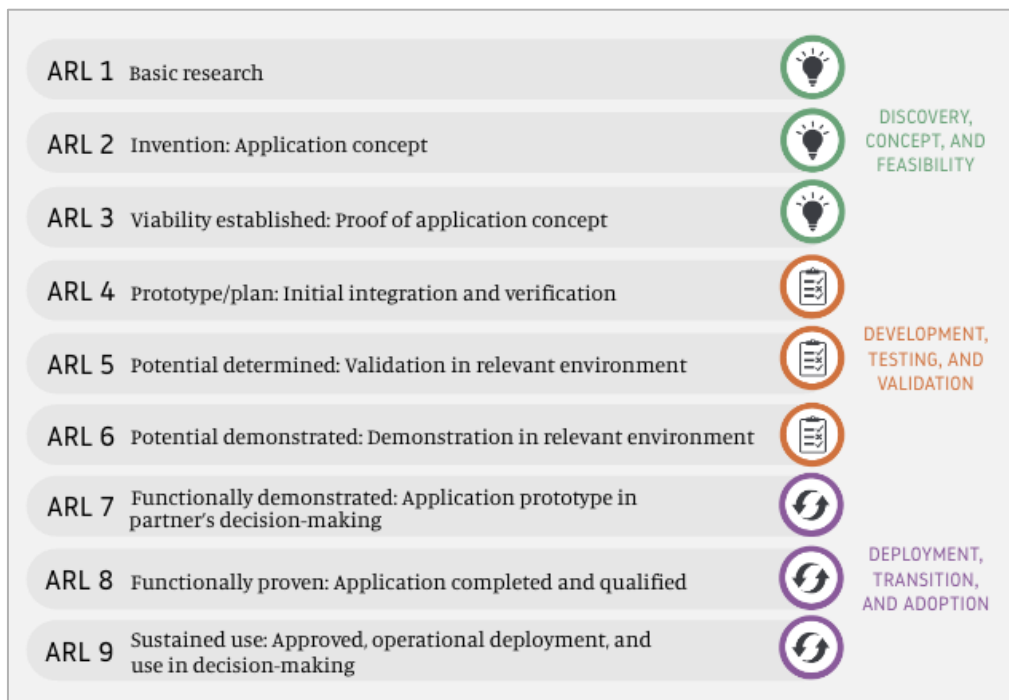 ARL 1 Basic research
ARL 2 Invention: Application concept
DISCOVERY,
CONCEPT, AND
FEASIBILITY
ARL 3 Viability established: Proof of application concept
ARL 4 Prototype/plan: Initial integration and verification
ARL 5 Potential determined: Validation in relevant environment
DEVELOPMENT,
TESTING, AND
VALIDATION
ARL 6 Potential demonstrated: Demonstration in relevant environment
ARL 7 Functionally demonstrated: Application prototype in
partner's decision-making
ARL 8 Functionally proven: Application completed and qualified
DEPLOYMENT,
TRANSITION,
AND ADOPTION
ARL 9 Sustained use: Approved, operational deployment, and
use in decision-making